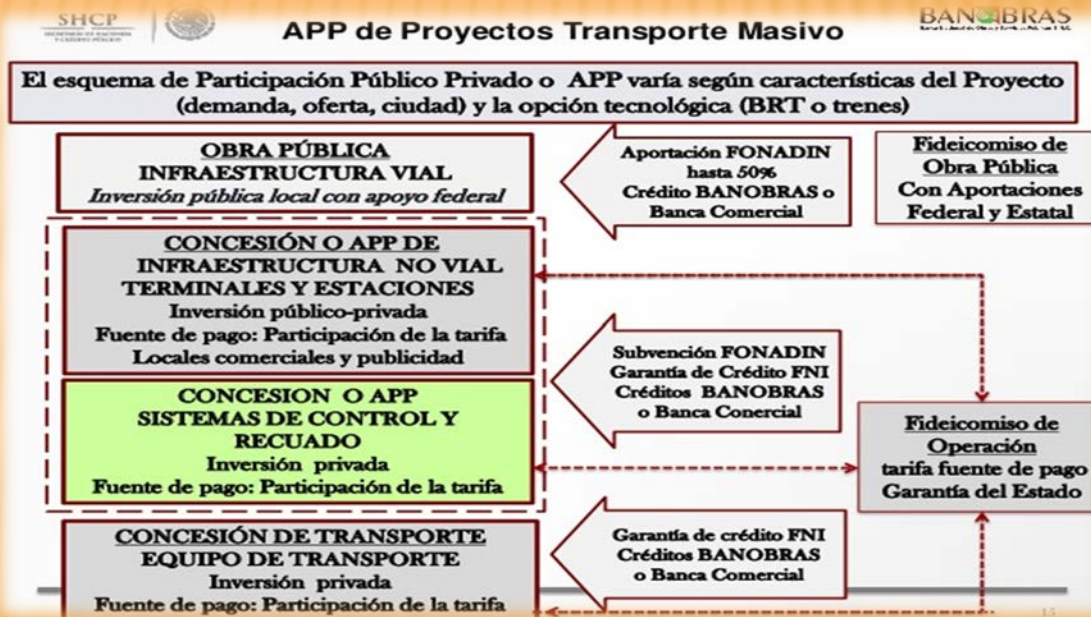 SHCP
SECRETARÍA DE HACIENDA
Y CRÉDITO PÚBLICO
BANOBRAS
APP de Proyectos Transporte Masivo
El esquema de Participación Público Privado o APP varía según características del Proyecto
(demanda, oferta, ciudad) y la opción tecnológica (BRT o trenes)
OBRA PÚBLICA
INFRAESTRUCTURA VIAL
Inversión pública local con apoyo federal
Aportación FONADIN
hasta 50%
Crédito BANOBRAS o
Banca Comercial
Fideicomiso de
Obra Pública
Con Aportaciones
Federal y Estatal
CONCESIÓN O APP DE
INFRAESTRUCTURA NO VIAL
TERMINALES Y ESTACIONES
Inversión público-privada
Fuente de pago: Participación de la tarifa
Locales comerciales y publicidad
Subvención FONADIN
Garantía de Crédito FNI
Créditos BANOBRAS
o Banca Conercial
CONCESION O APP
SISTEMAS DE CONTROL Y
RECUADO
Inversión privada
Fuente de pago: Participación de la tarifa
Fideicomiso de
Operación
tarifa fuente de pago
Garantía del Estado
CONCESIÓN DE TRANSPORTE
EQUIPO DE TRANSPORTE
Inversión privada
Fuente de pago: Participación de la tarifa
Garantía de crédito FNI
Créditos BANOBRAS
o Banca Comercial
15